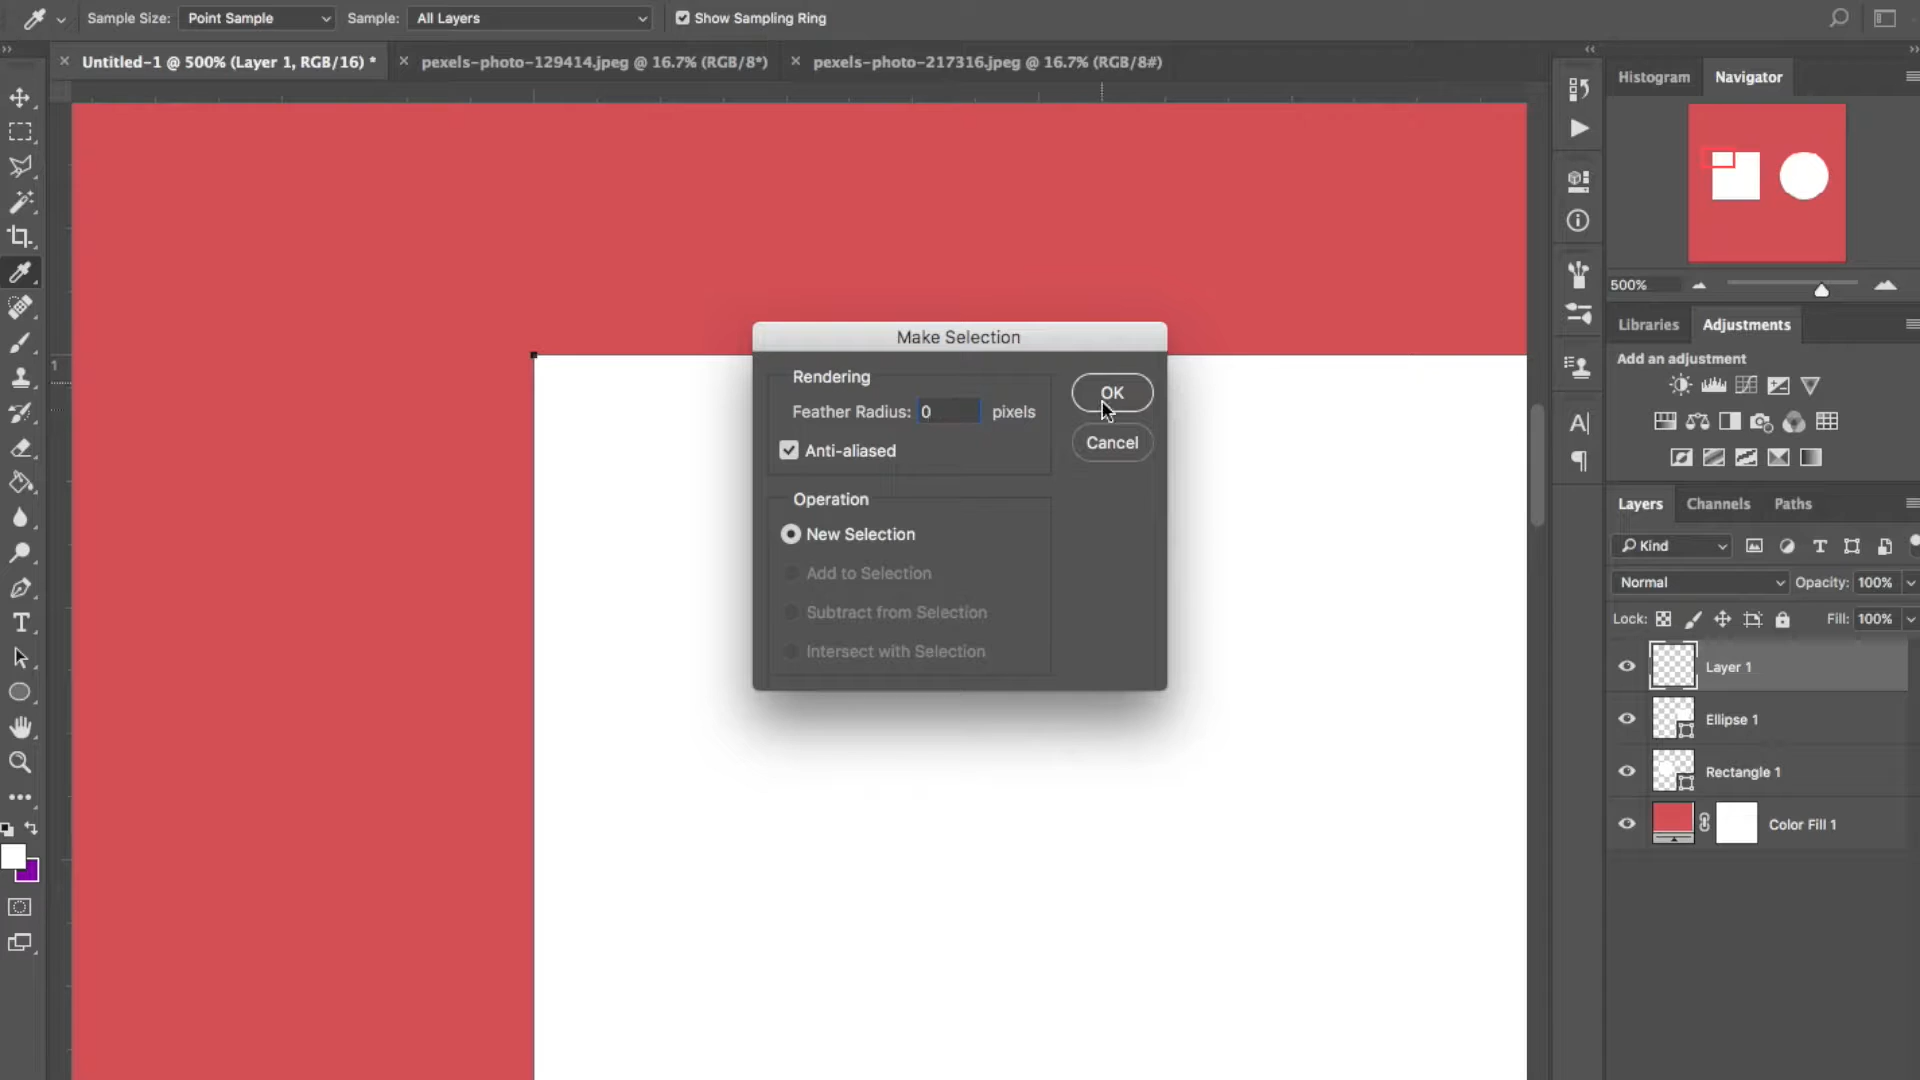 Sample Size: Point Sample Sample: All Layers Show Sampling Ring
Untitled-1 @ 500% (Layer 1, RGB/16) * pexels-photo-129414.jpeg @ 16.7% (RGB/8*) pexels-photo-217316.jpeg @ 16.7% (RGB/8#)
Histogram Navigator
500%
Libraries Adjustments
Add an adjustment
Make Selection
Rendering
Feather Radius: 0 pixels
Anti-aliased
OK
Cancel
Operation
New Selection
Add to Selection
Subtract from Selection
Intersect with Selection
1
Layers Channels Paths
Kind
Normal Opacity: 100%
Lock: Fill: 100%
Layer 1
Ellipse 1
Rectangle 1
Color Fill 1